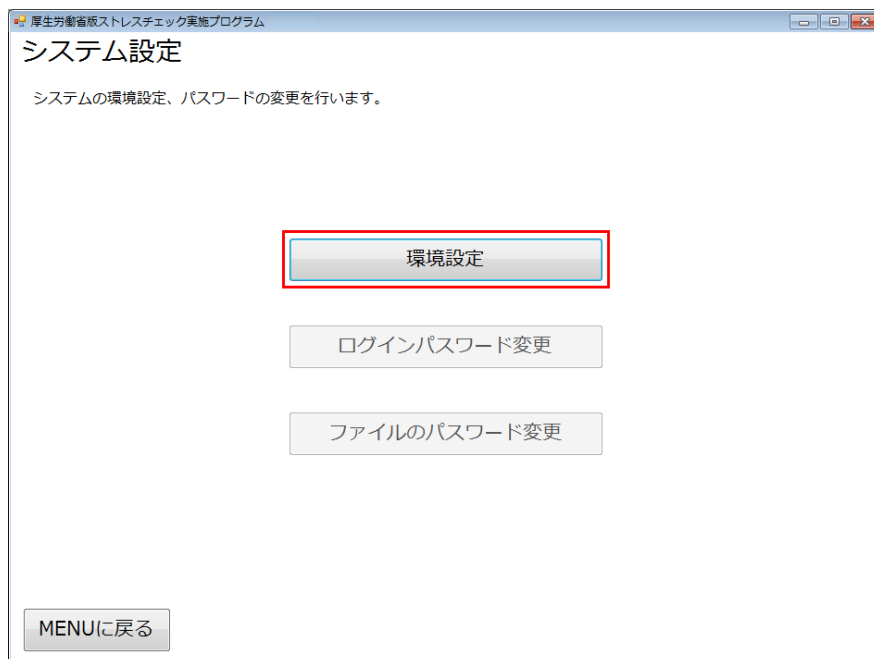 厚生労働省版ストレスチェック実施プログラム
システム設定
システムの環境設定、パスワードの変更を行います。
環境設定
ログインパスワード変更
ファイルのパスワード変更
MENUに戻る